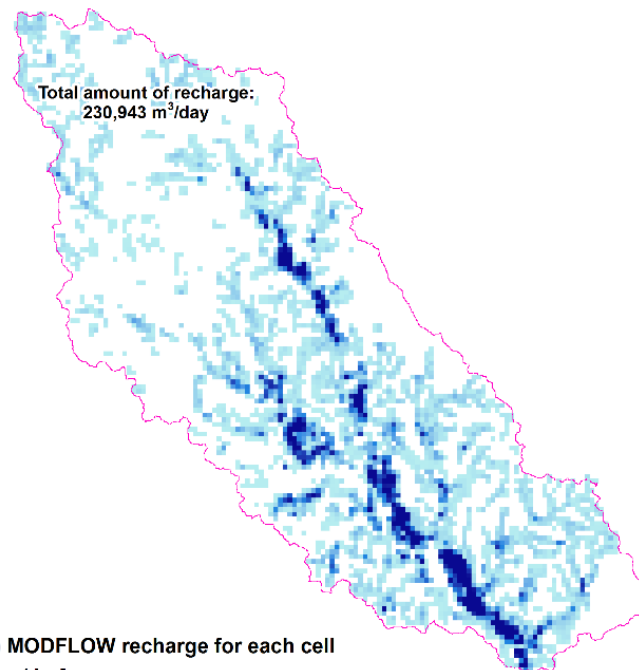 Total amount of recharge:
230,943 m³/day
MODFLOW recharge for each cell